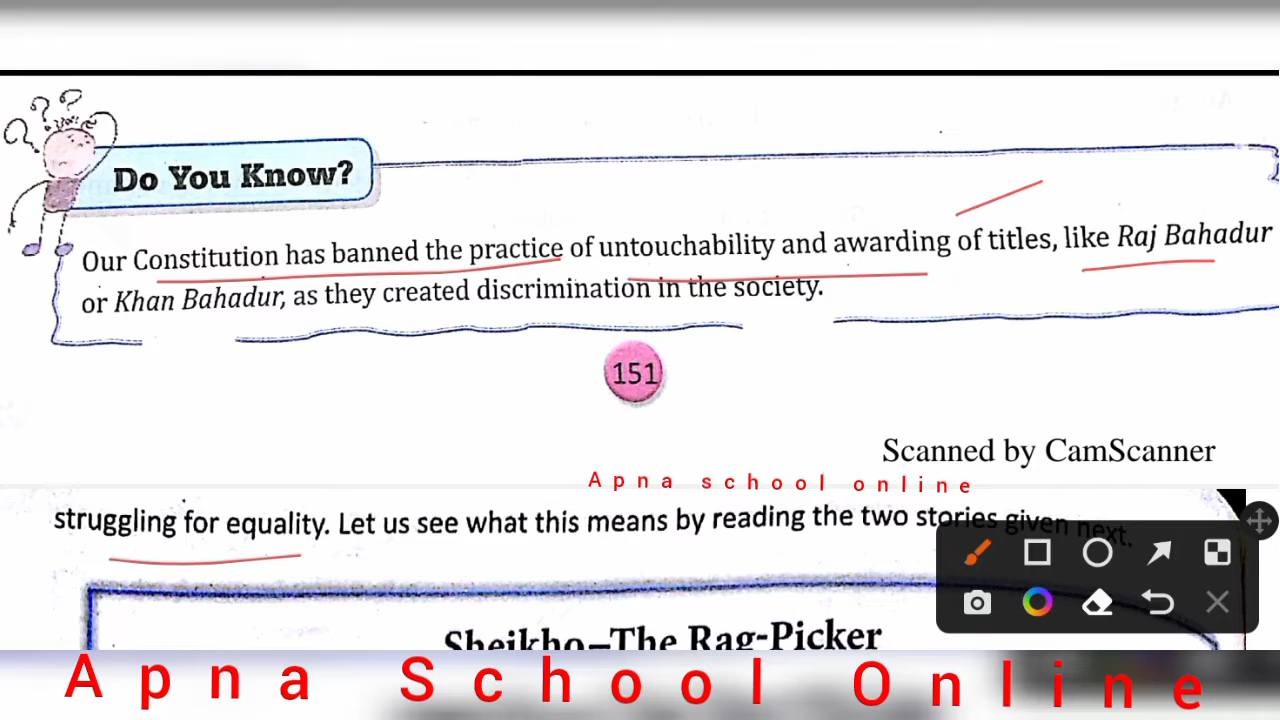 Do You Know?
Our Constitution has banned the practice of untouchability and awarding of titles, like Raj Bahadur
or Khan Bahadur, as they created discrimination in the society.
151
Scanned by CamScanner
Apna school online
struggling for equality. Let us see what this means by reading the two stories given next.
Sheikho–The Rag-Picker
Apna School Online